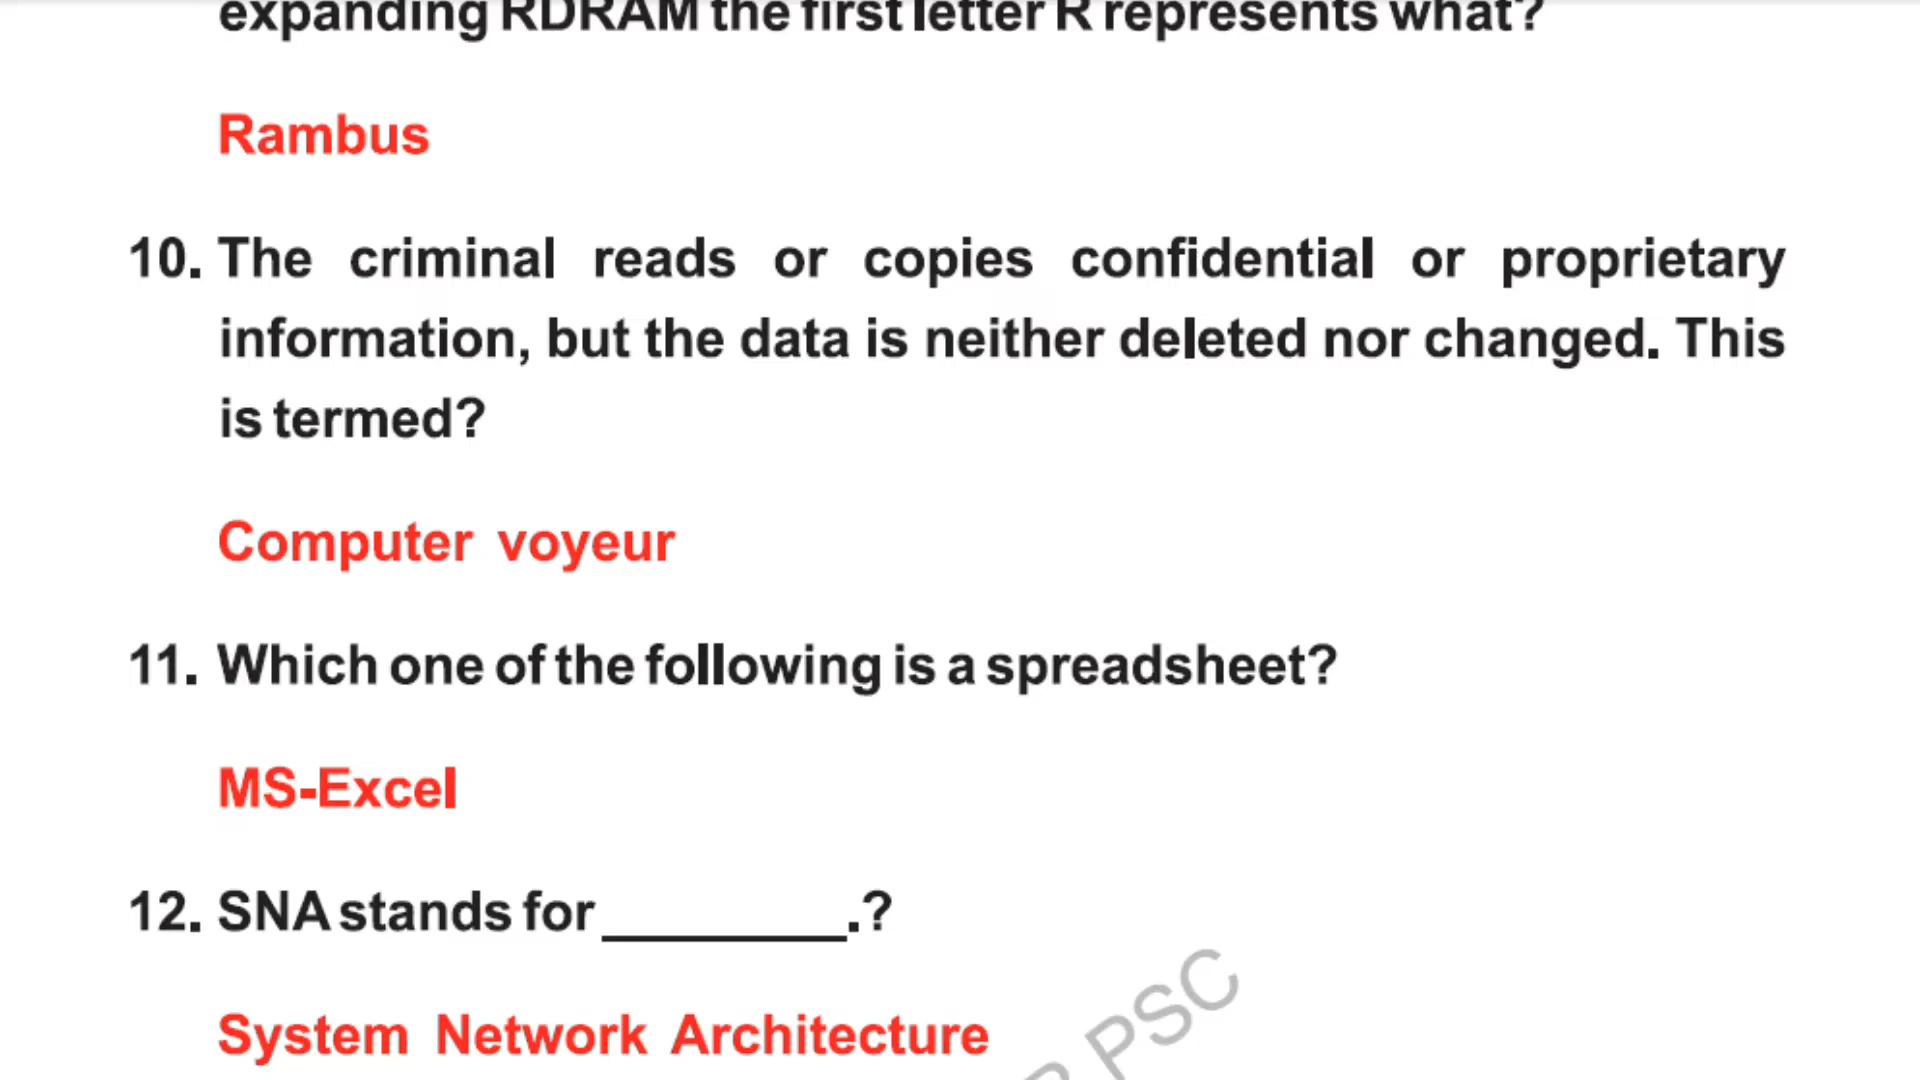 expanding RDRAM the first letter R represents what?
Rambus
10. The criminal reads or copies confidential or proprietary
information, but the data is neither deleted nor changed. This
is termed?
Computer voyeur
11. Which one of the following is a spreadsheet?
MS-Excel
12. SNA stands for_________.?
System Network Architecture
PSC